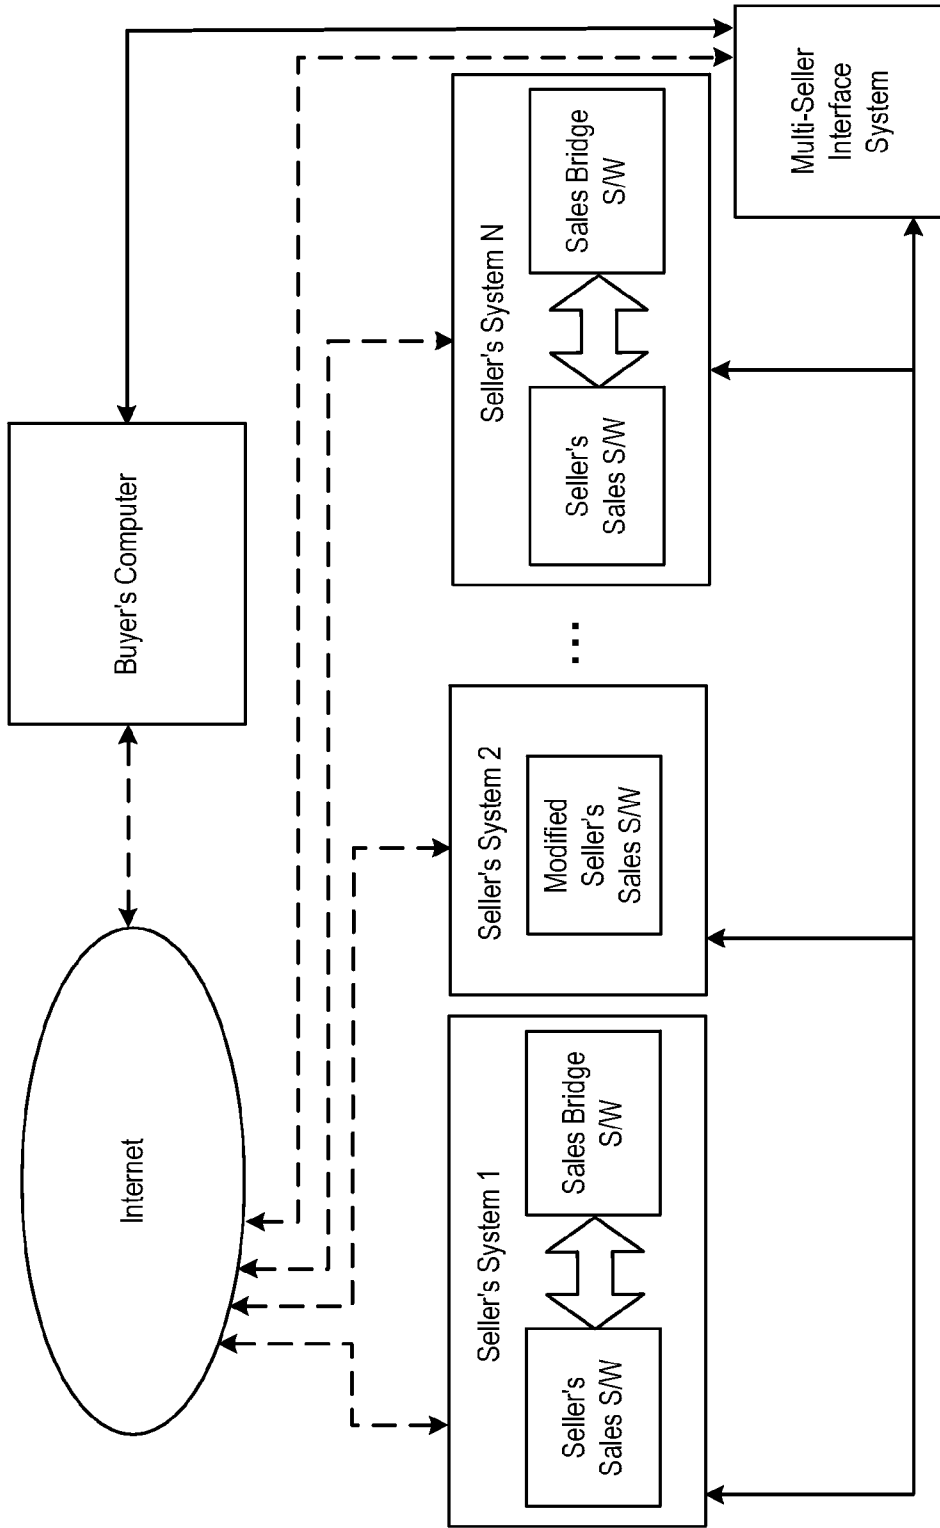 Internet
Buyer's Computer
Seller's System 1
Seller's
Sales S/W
Sales Bridge
S/W
Seller's System 2
Modified
Seller's
Sales S/W
...
Seller's System N
Seller's
Sales S/W
Sales Bridge
S/W
Multi-Seller
Interface
System